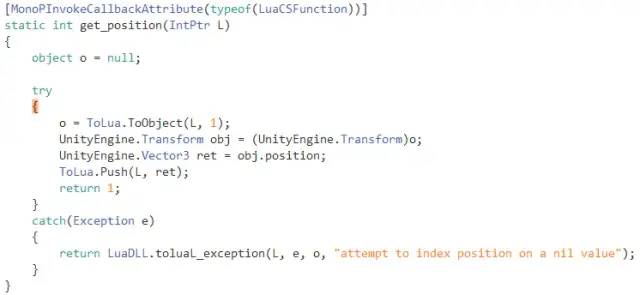 [MonoPInvokeCallbackAttribute(typeof(LuaCSFunction))]
static int get_position(IntPtr L)
{
    object o = null;

    try
    {
        o = ToLua.ToObject(L, 1);
        UnityEngine.Transform obj = (UnityEngine.Transform)o;
        UnityEngine.Vector3 ret = obj.position;
        ToLua.Push(L, ret);
        return 1;
    }
    catch(Exception e)
    {
        return LuaDLL.toluaL_exception(L, e, o, "attempt to index position on a nil value");
    }
}